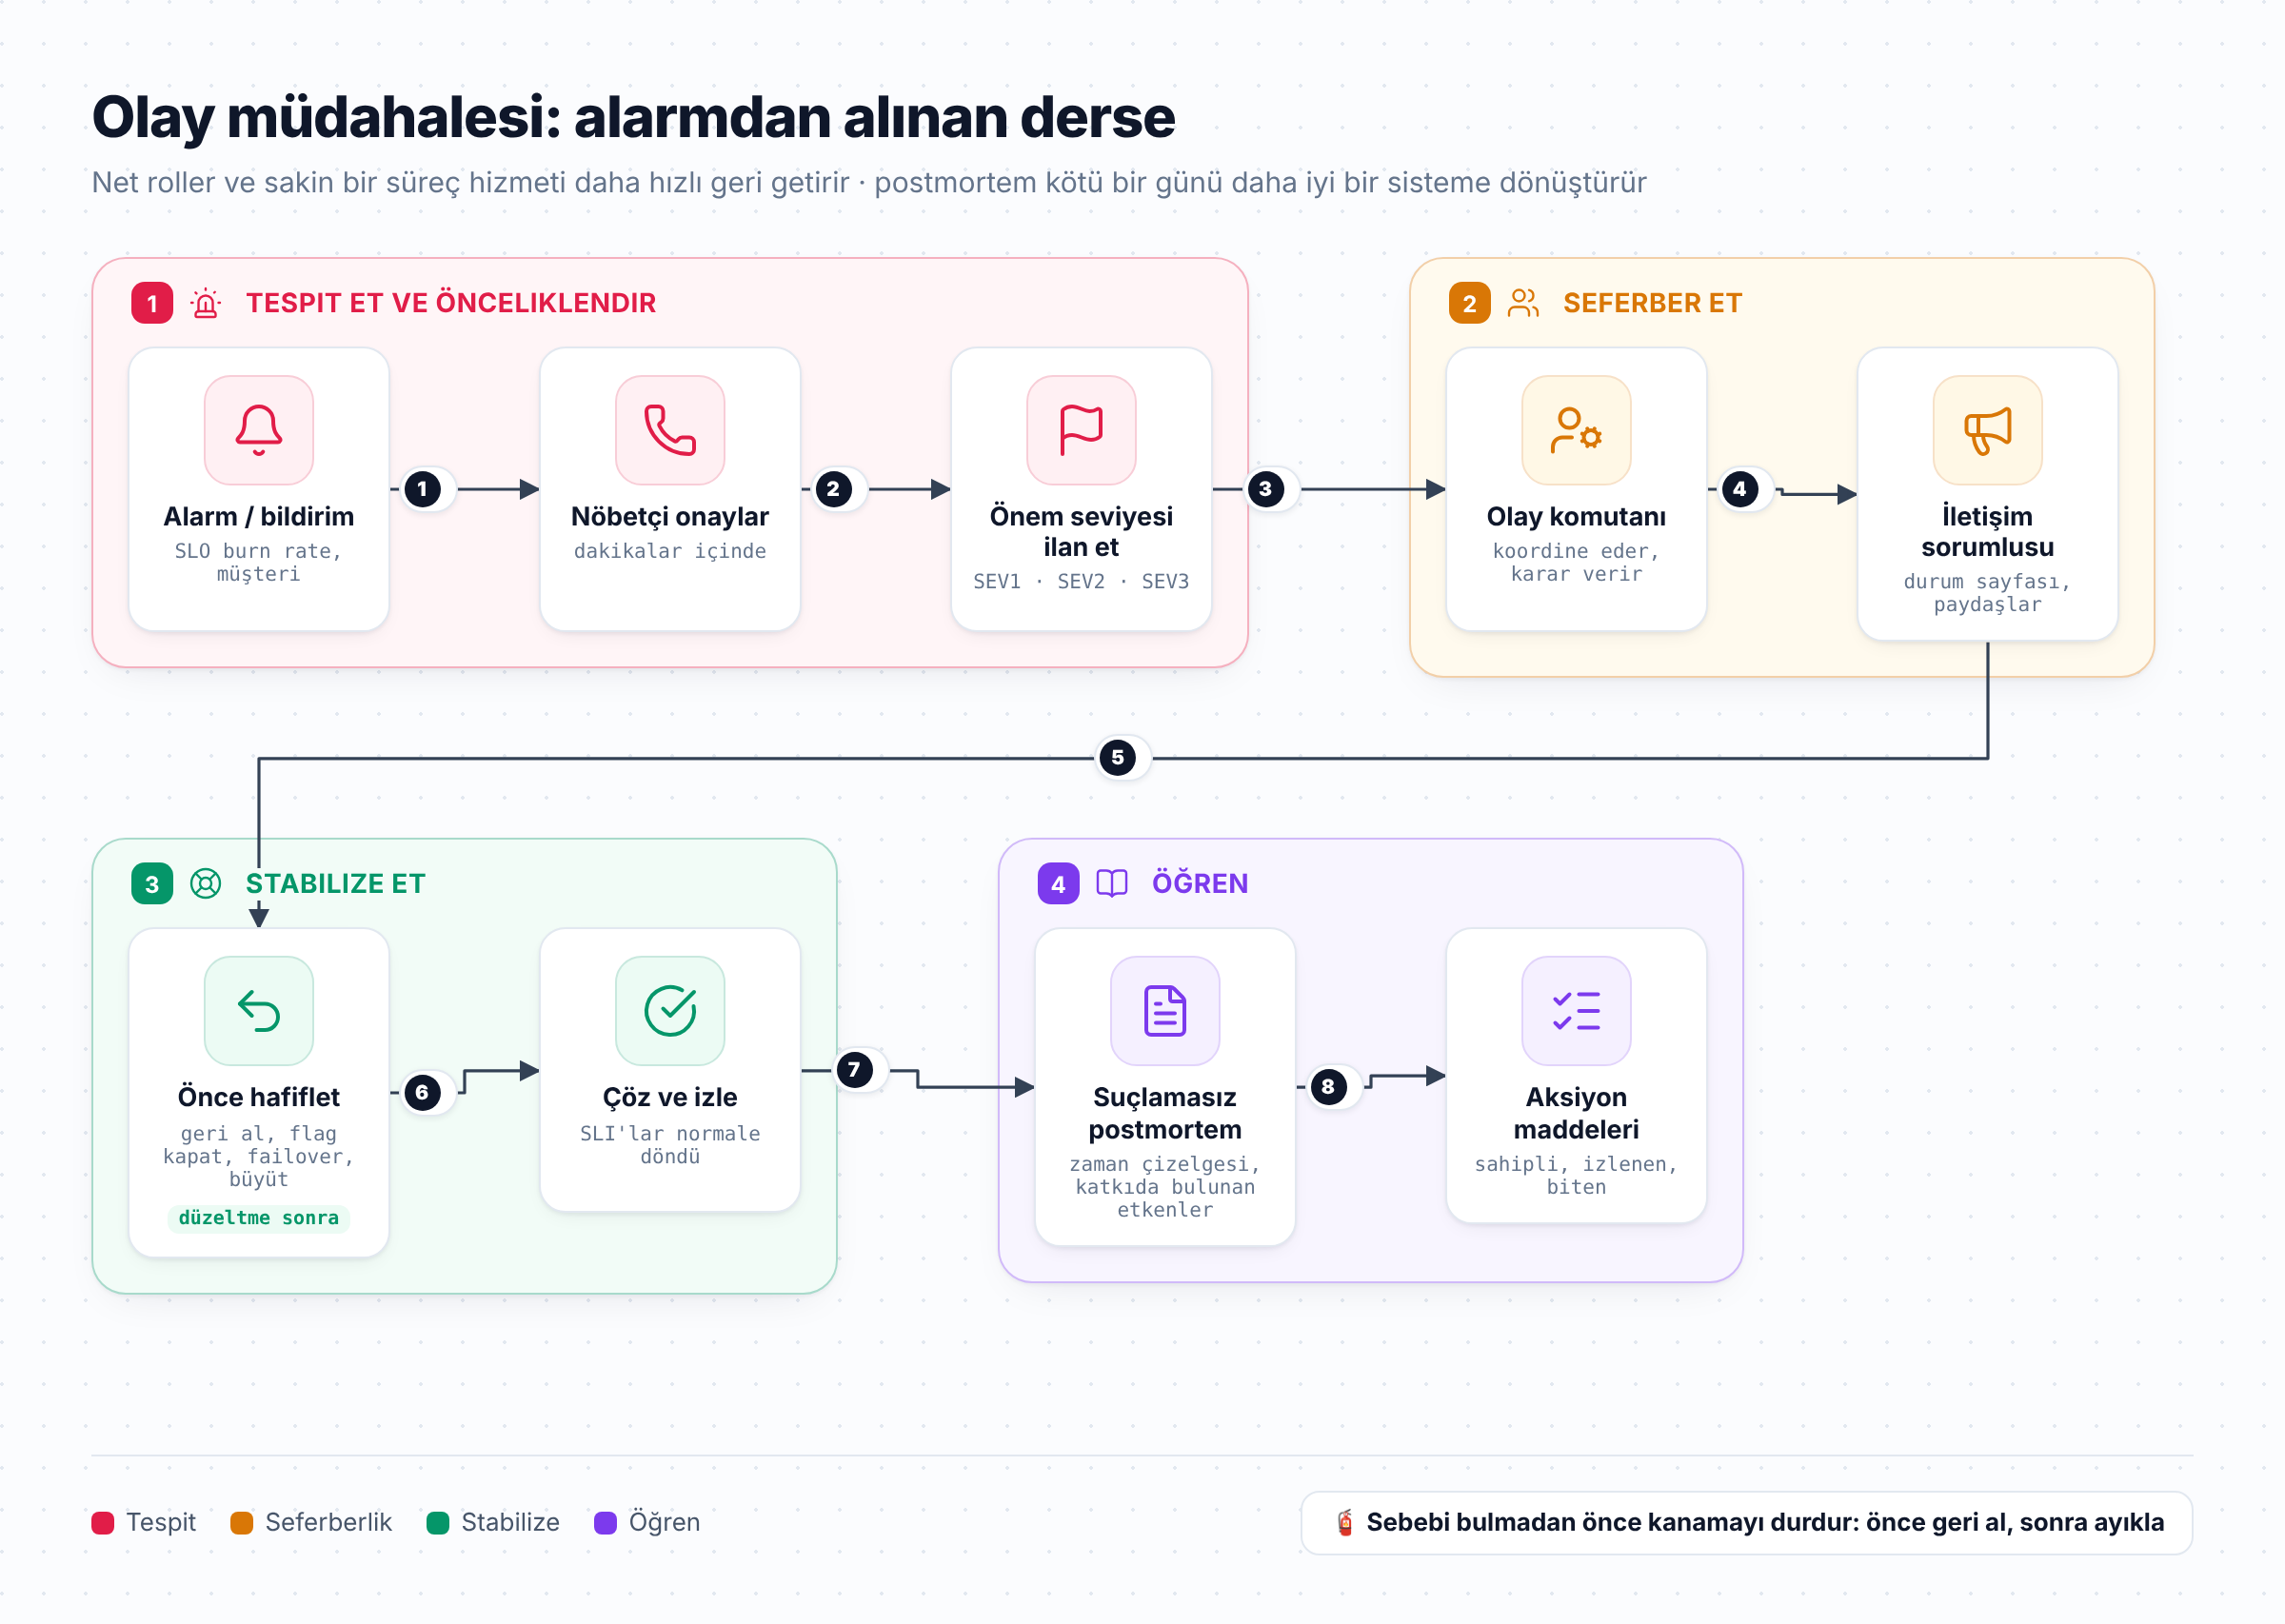 Olay müdahalesi: alarmdan alınan derse
Net roller ve sakin bir süreç hizmeti daha hızlı geri getirir · postmortem kötü bir günü daha iyi bir sisteme dönüştürür
1 TESPIT ET VE ÖNCELIKLENDIR
Alarm / bildirim
SLO burn rate,
müşteri
1
Nöbetçi onaylar
dakikalar içinde
2
Önem seviyesi
ilan et
SEV1 · SEV2 · SEV3
3
2 SEFERBER ET
Olay komutanı
koordine eder,
karar verir
4
İletişim
sorumlusu
durum sayfası,
paydaşlar
5
3 STABILIZE ET
Önce hafiflet
geri al, flag
kapat, failover,
büyüt
düzeltme sonra
6
Çöz ve izle
SLI'lar normale
döndü
7
4 ÖĞREN
Suçlamasız
postmortem
zaman çizelgesi,
katkıda bulunan
etkenler
8
Aksiyon
maddeleri
sahipli, izlenen,
biten
Tespit
Seferberlik
Stabilize
Öğren
🧯 Sebebi bulmadan önce kanamayı durdur: önce geri al, sonra ayıkla